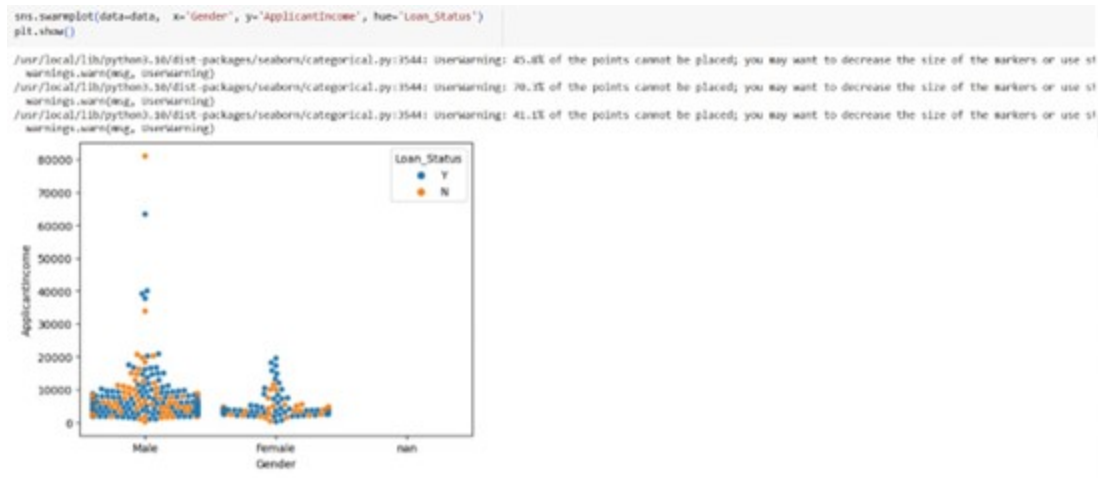 sns.swarmplot(data=data, x='Gender', y='ApplicantIncome', hue='Loan_Status')
plt.show()
/usr/local/lib/python3.10/dist-packages/seaborn/categorical.py:3544: UserWarning: 45.8% of the points cannot be placed; you may want to decrease the size of the markers or use st
warnings.warn(msg, UserWarning)
/usr/local/lib/python3.10/dist-packages/seaborn/categorical.py:3544: UserWarning: 70.3% of the points cannot be placed; you may want to decrease the size of the markers or use st
warnings.warn(msg, UserWarning)
/usr/local/lib/python3.10/dist-packages/seaborn/categorical.py:3544: UserWarning: 41.1% of the points cannot be placed; you may want to decrease the size of the markers or use st
warnings.warn(msg, UserWarning)
Loan_Status
Y
N
80000
70000
60000
50000
40000
30000
20000
10000
0
ApplicantIncome
Male
Female
nan
Gender